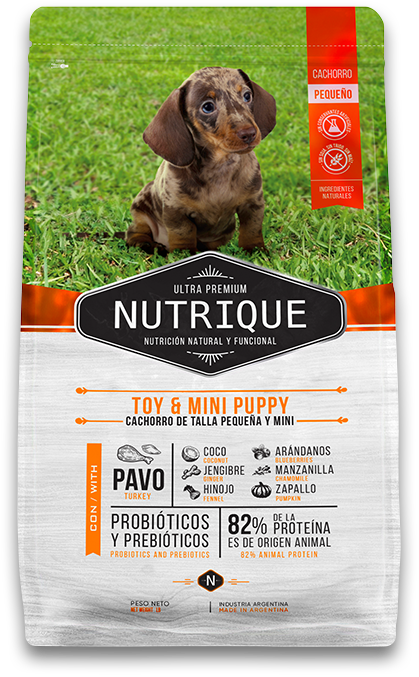 CACHORRO
PEQUEÑO
INGREDIENTES
NATURALES
ULTRA PREMIUM
NUTRIQUE
NUTRICIÓN NATURAL Y FUNCIONAL
TOY & MINI PUPPY
CACHORRO DE TALLA PEQUEÑA Y MINI
CON / WITH
PAVO
TURKEY
COCO
COCONUT
JENGIBRE
GINGER
HINOJO
FENNEL
ARÁNDANOS
BLUEBERRIES
MANZANILLA
CHAMOMILE
ZAPALLO
PUMPKIN
PROBIÓTICOS
Y PREBIÓTICOS
PROBIOTICS AND PREBIOTICS
82% DE LA PROTEÍNA
ES DE ORIGEN ANIMAL
82% ANIMAL PROTEIN
N
PESO NETO
NET WEIGHT
INDUSTRIA ARGENTINA
MADE IN ARGENTINA